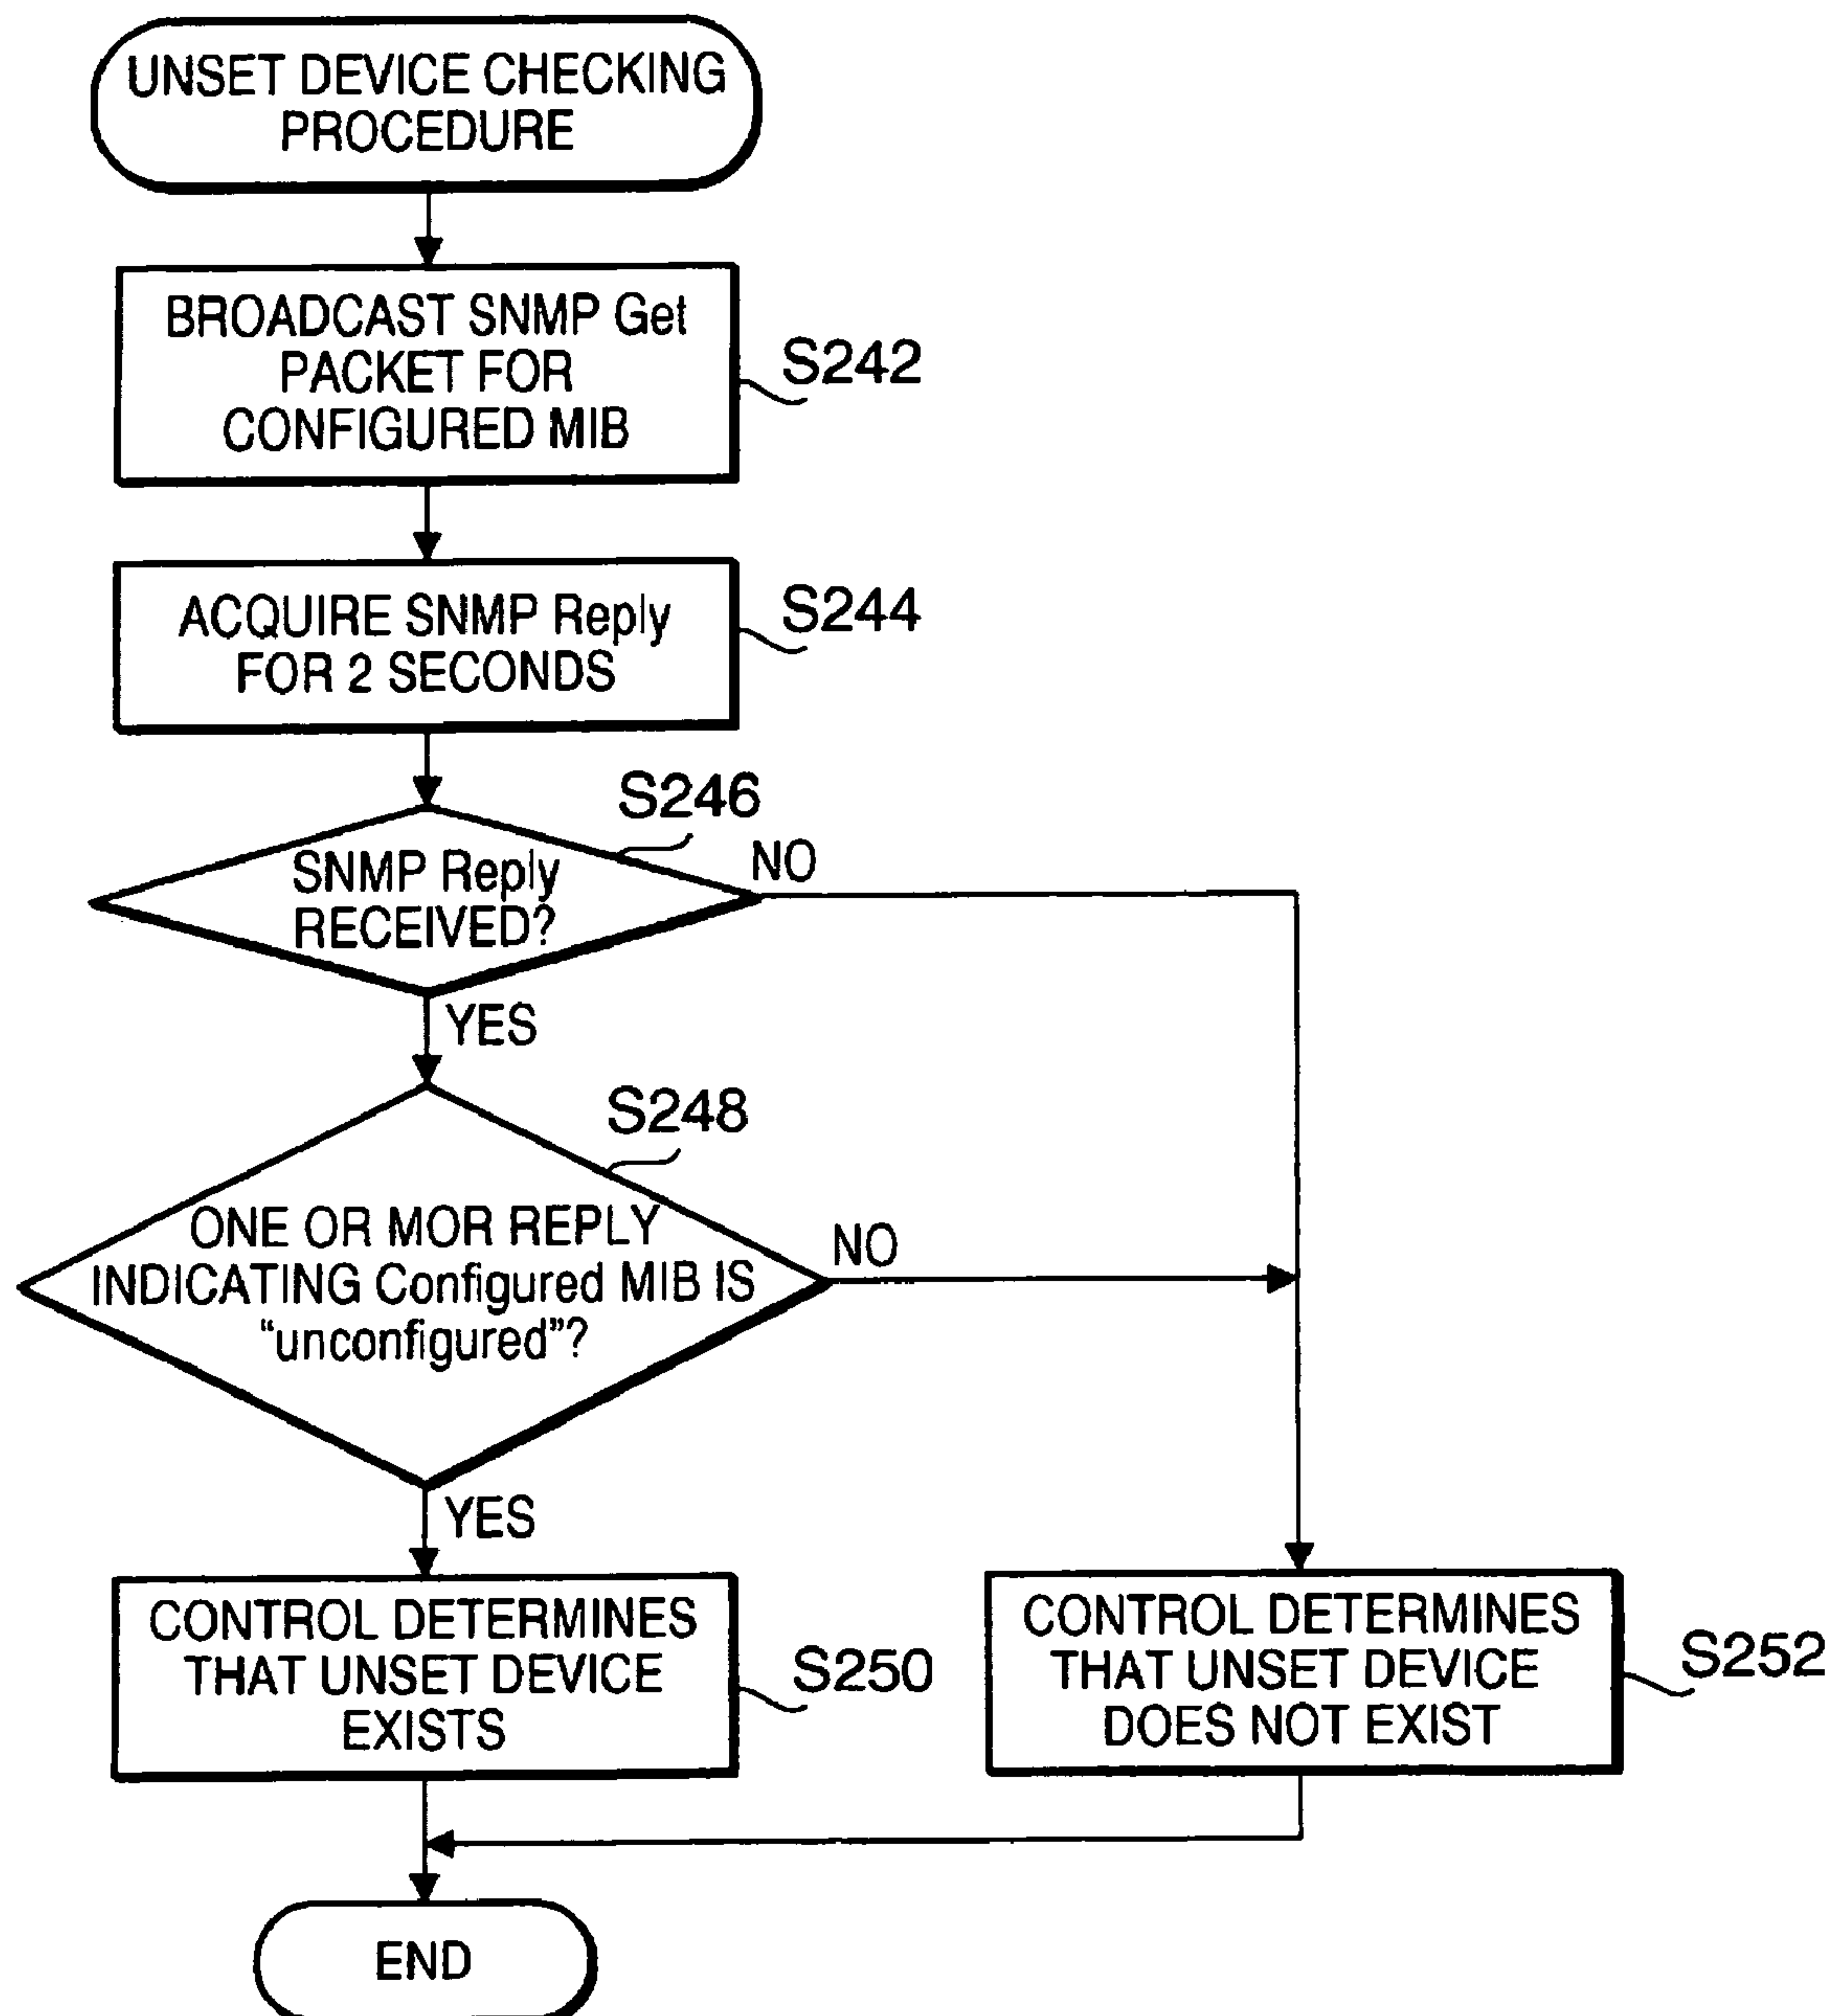 UNSET DEVICE CHECKING
PROCEDURE
BROADCAST SNMP Get
PACKET FOR
CONFIGURED MIB
S242
ACQUIRE SNMP Reply
FOR 2 SECONDS
S244
S246
SNMP Reply
RECEIVED?
NO
YES
S248
ONE OR MOR REPLY
INDICATING Configured MIB IS
“unconfigured”?
NO
YES
CONTROL DETERMINES
THAT UNSET DEVICE
EXISTS
S250
CONTROL DETERMINES
THAT UNSET DEVICE
DOES NOT EXIST
S252
END